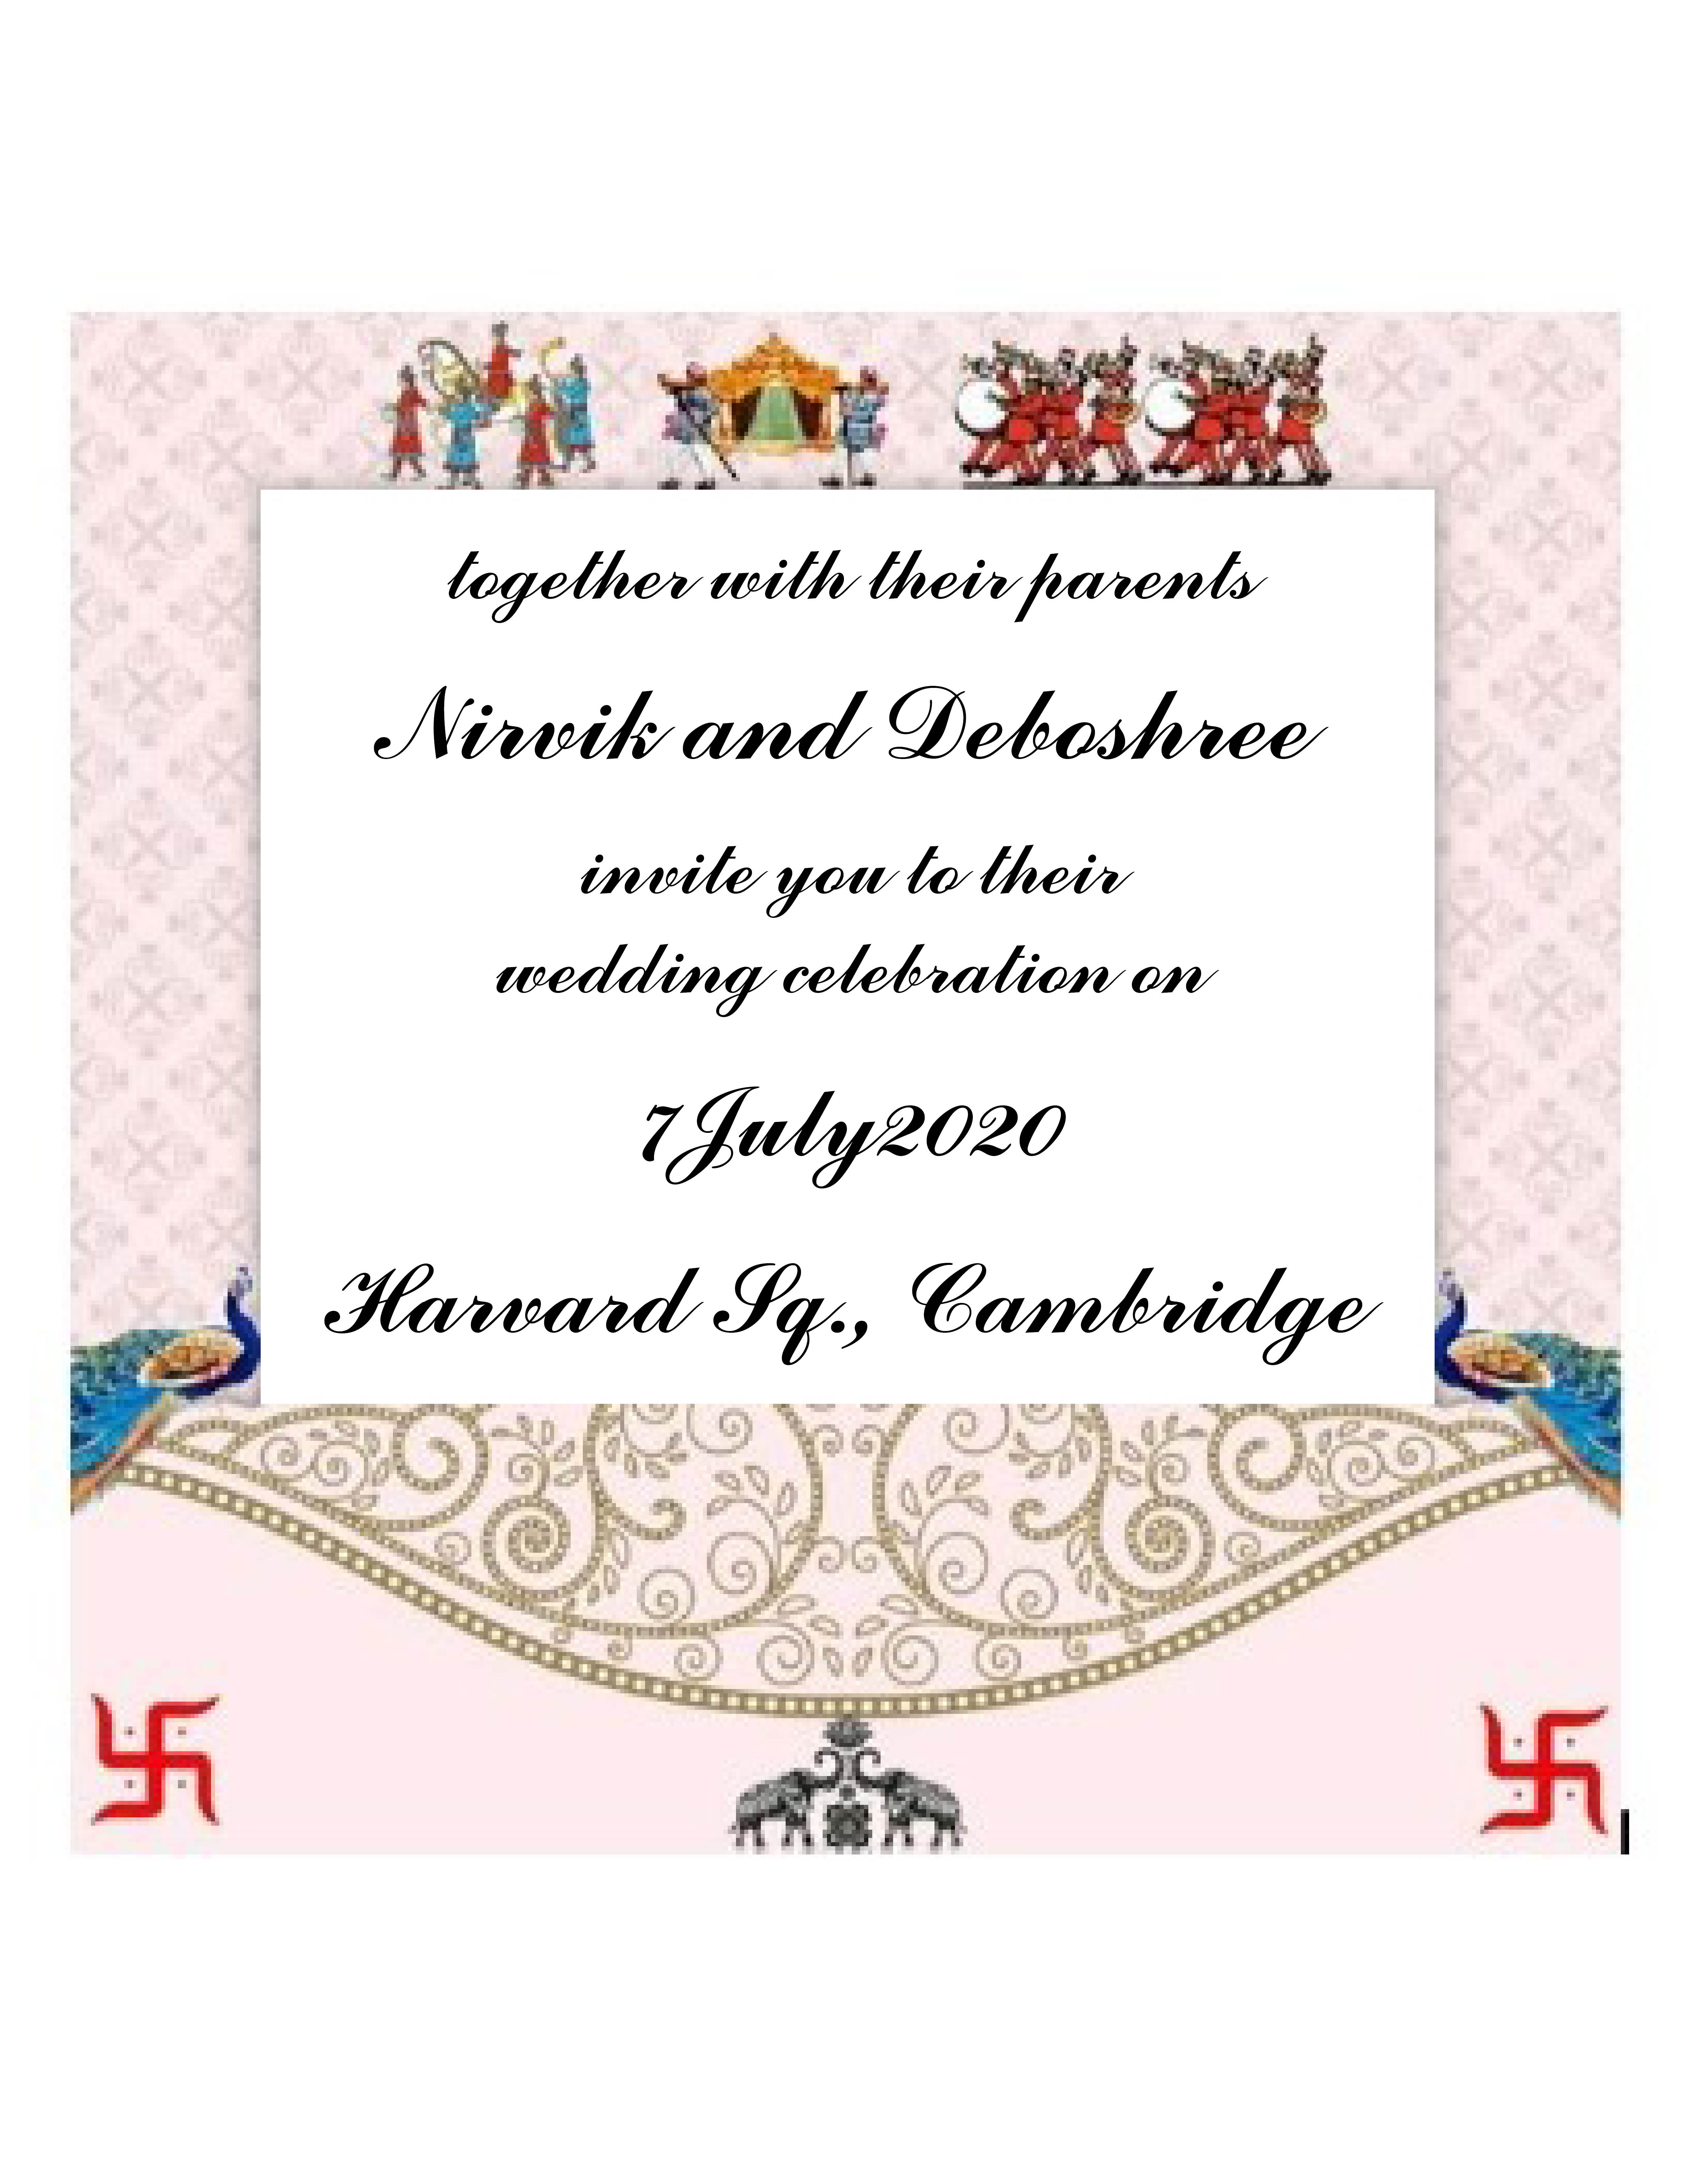 together with their parents
Nirvik and Deboshree
invite you to their
wedding celebration on
7July2020
Harvard Sq., Cambridge